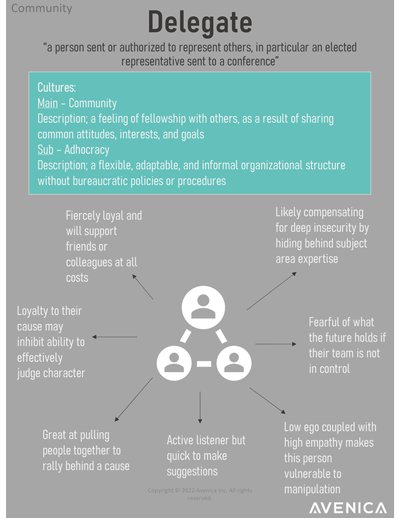 Community
Delegate
"a person sent or authorized to represent others, in particular an elected
representative sent to a conference"
Cultures:
Main – Community
Description; a feeling of fellowship with others, as a result of sharing
common attitudes, interests, and goals
Sub – Adhocracy
Description; a flexible, adaptable, and informal organizational structure
without bureaucratic policies or procedures
Fiercely loyal and
will support
friends or
colleagues at all
costs
Likely compensating
for deep insecurity by
hiding behind subject
area expertise
Loyalty to their
cause may
inhibit ability to
effectively
judge character
Fearful of what
the future holds if
their team is not
in control
Great at pulling
people together to
rally behind a cause
Active listener but
quick to make
suggestions
Low ego coupled with
high empathy makes
this person
vulnerable to
manipulation
Copyright © 2022 Avenica Inc. All rights
reserved.
AVENICA